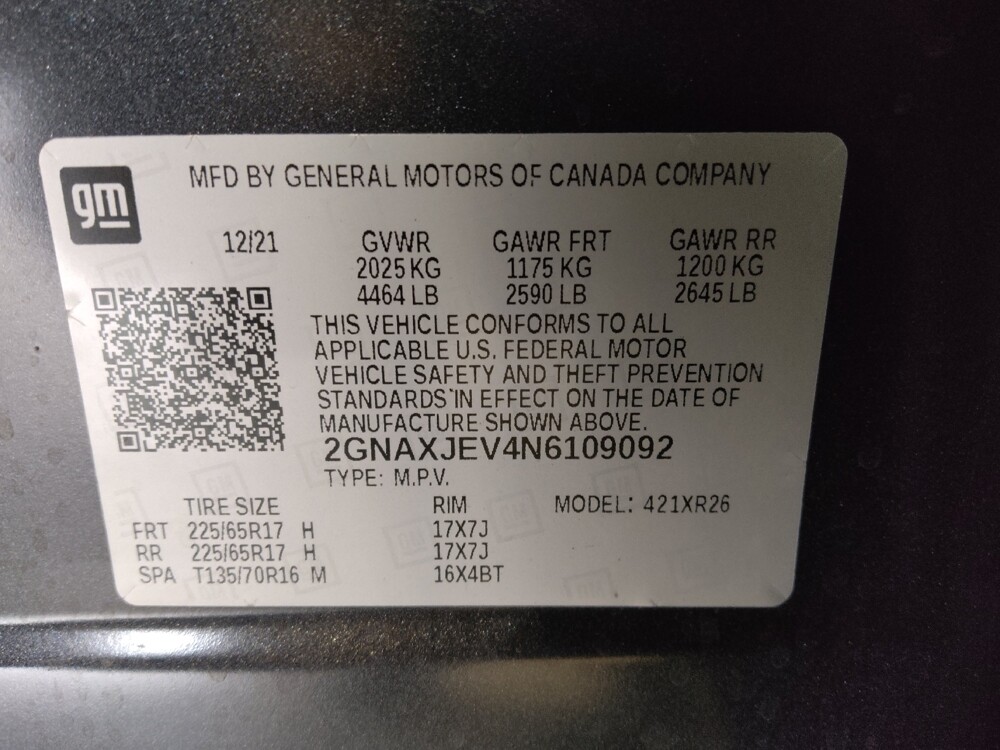 gm
MFD BY GENERAL MOTORS OF CANADA COMPANY
12/21 GVWR GAWR FRT GAWR RR
2025 KG 1175 KG 1200 KG
4464 LB 2590 LB 2645 LB
THIS VEHICLE CONFORMS TO ALL
APPLICABLE U.S. FEDERAL MOTOR
VEHICLE SAFETY AND THEFT PREVENTION
STANDARDS IN EFFECT ON THE DATE OF
MANUFACTURE SHOWN ABOVE.
2GNAXJEV4N6109092
TYPE: M.P.V.
TIRE SIZE RIM MODEL: 421XR26
FRT 225/65R17 H 17X7J
RR 225/65R17 H 17X7J
SPA T135/70R16 M 16X4BT